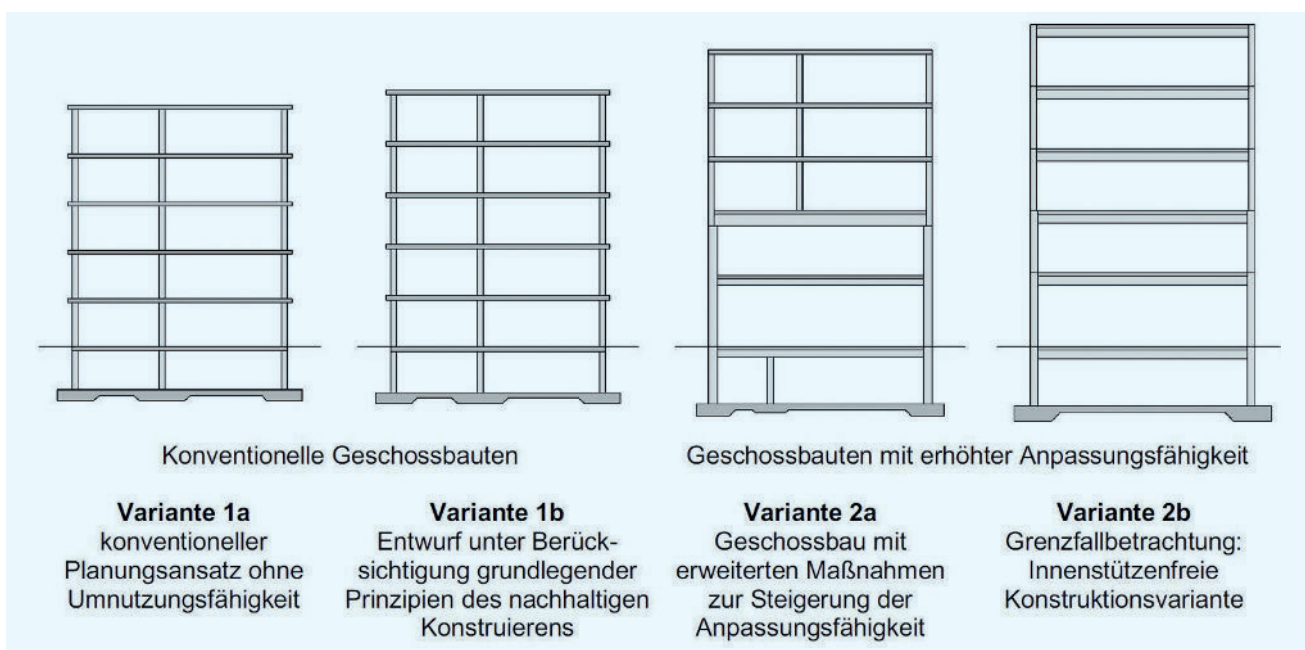 Konventionelle Geschossbauten
Geschossbauten mit erhöhter Anpassungsfähigkeit
Variante 1a
konventioneller
Planungsansatz ohne
Umnutzungsfähigkeit
Variante 1b
Entwurf unter Berück-
sichtigung grundlegender
Prinzipien des nachhaltigen
Konstruierens
Variante 2a
Geschossbau mit
erweiterten Maßnahmen
zur Steigerung der
Anpassungsfähigkeit
Variante 2b
Grenzfallbetrachtung:
Innenstützenfreie
Konstruktionsvariante